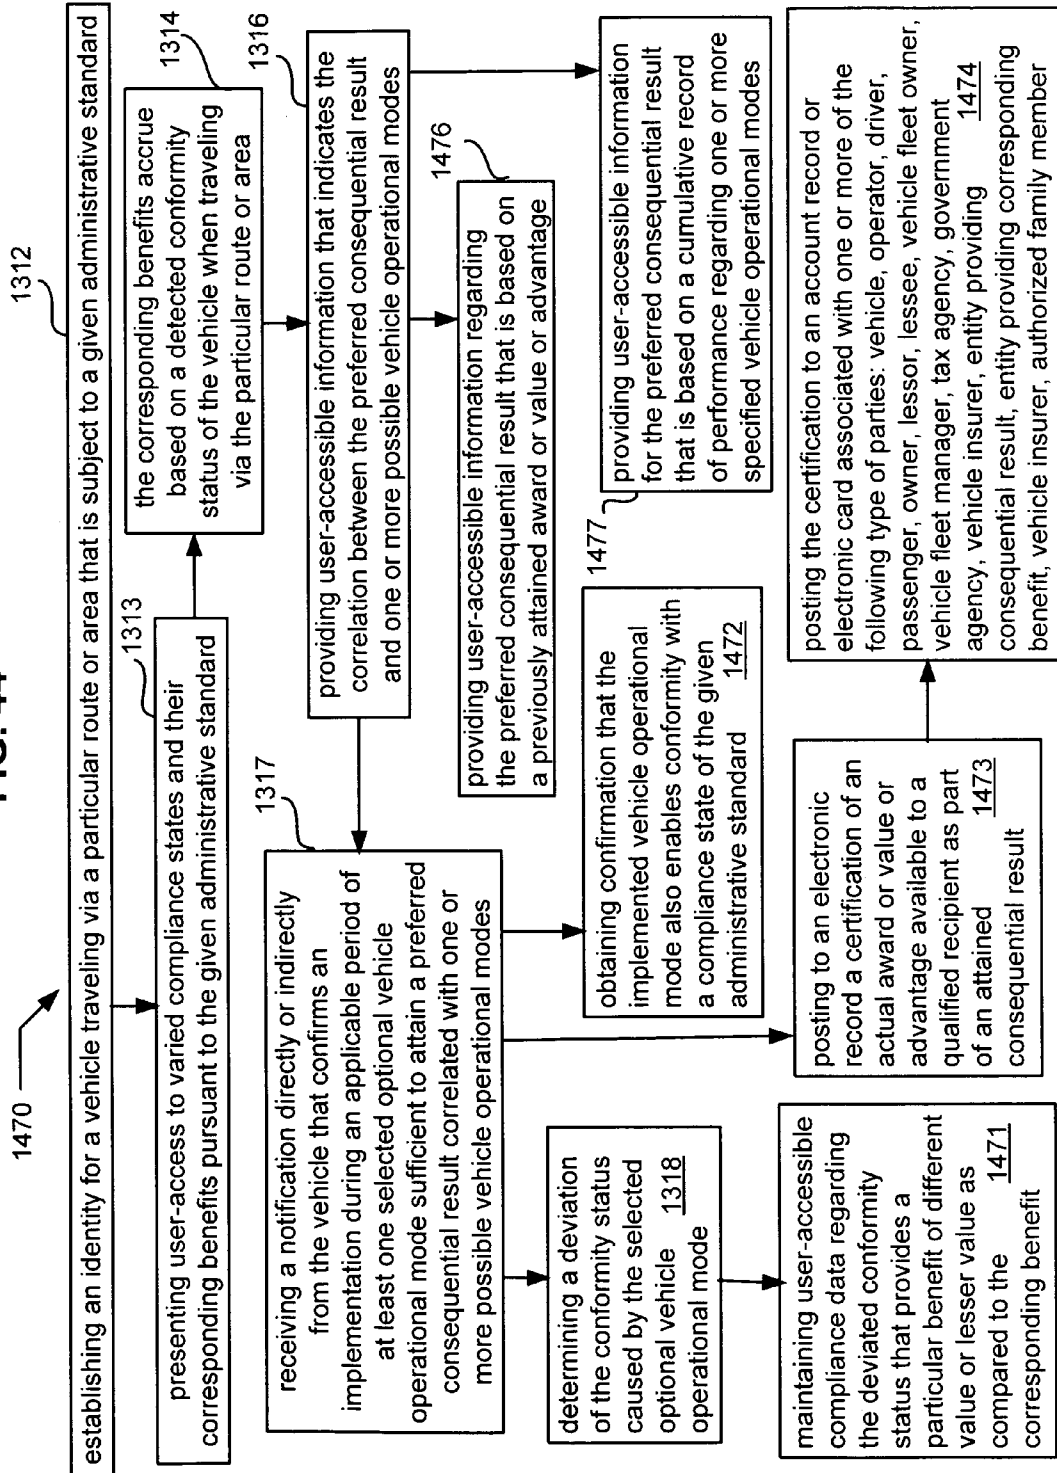 1470
1312
establishing an identity for a vehicle traveling via a particular route or area that is subject to a given administrative standard
1313
presenting user-access to varied compliance states and their
corresponding benefits pursuant to the given administrative standard
1314
the corresponding benefits accrue
based on a detected conformity
status of the vehicle when traveling
via the particular route or area
1316
providing user-accessible information that indicates the
correlation between the preferred consequential result
and one or more possible vehicle operational modes
1317
receiving a notification directly or indirectly
from the vehicle that confirms an
implementation during an applicable period of
at least one selected optional vehicle
operational mode sufficient to attain a preferred
consequential result correlated with one or
more possible vehicle operational modes
1476
providing user-accessible information regarding
the preferred consequential result that is based on
a previously attained award or value or advantage
1477
providing user-accessible information
for the preferred consequential result
that is based on a cumulative record
of performance regarding one or more
specified vehicle operational modes
determining a deviation
of the conformity status
caused by the selected
optional vehicle 1318
operational mode
obtaining confirmation that the
implemented vehicle operational
mode also enables conformity with
a compliance state of the given
administrative standard 1472
maintaining user-accessible
compliance data regarding
the deviated conformity
status that provides a
particular benefit of different
value or lesser value as
compared to the 1471
corresponding benefit
posting to an electronic
record a certification of an
actual award or value or
advantage available to a
qualified recipient as part
of an attained 1473
consequential result
posting the certification to an account record or
electronic card associated with one or more of the
following type of parties: vehicle, operator, driver,
passenger, owner, lessor, lessee, vehicle fleet owner,
vehicle fleet manager, tax agency, government
agency, vehicle insurer, entity providing 1474
consequential result, entity providing corresponding
benefit, vehicle insurer, authorized family member